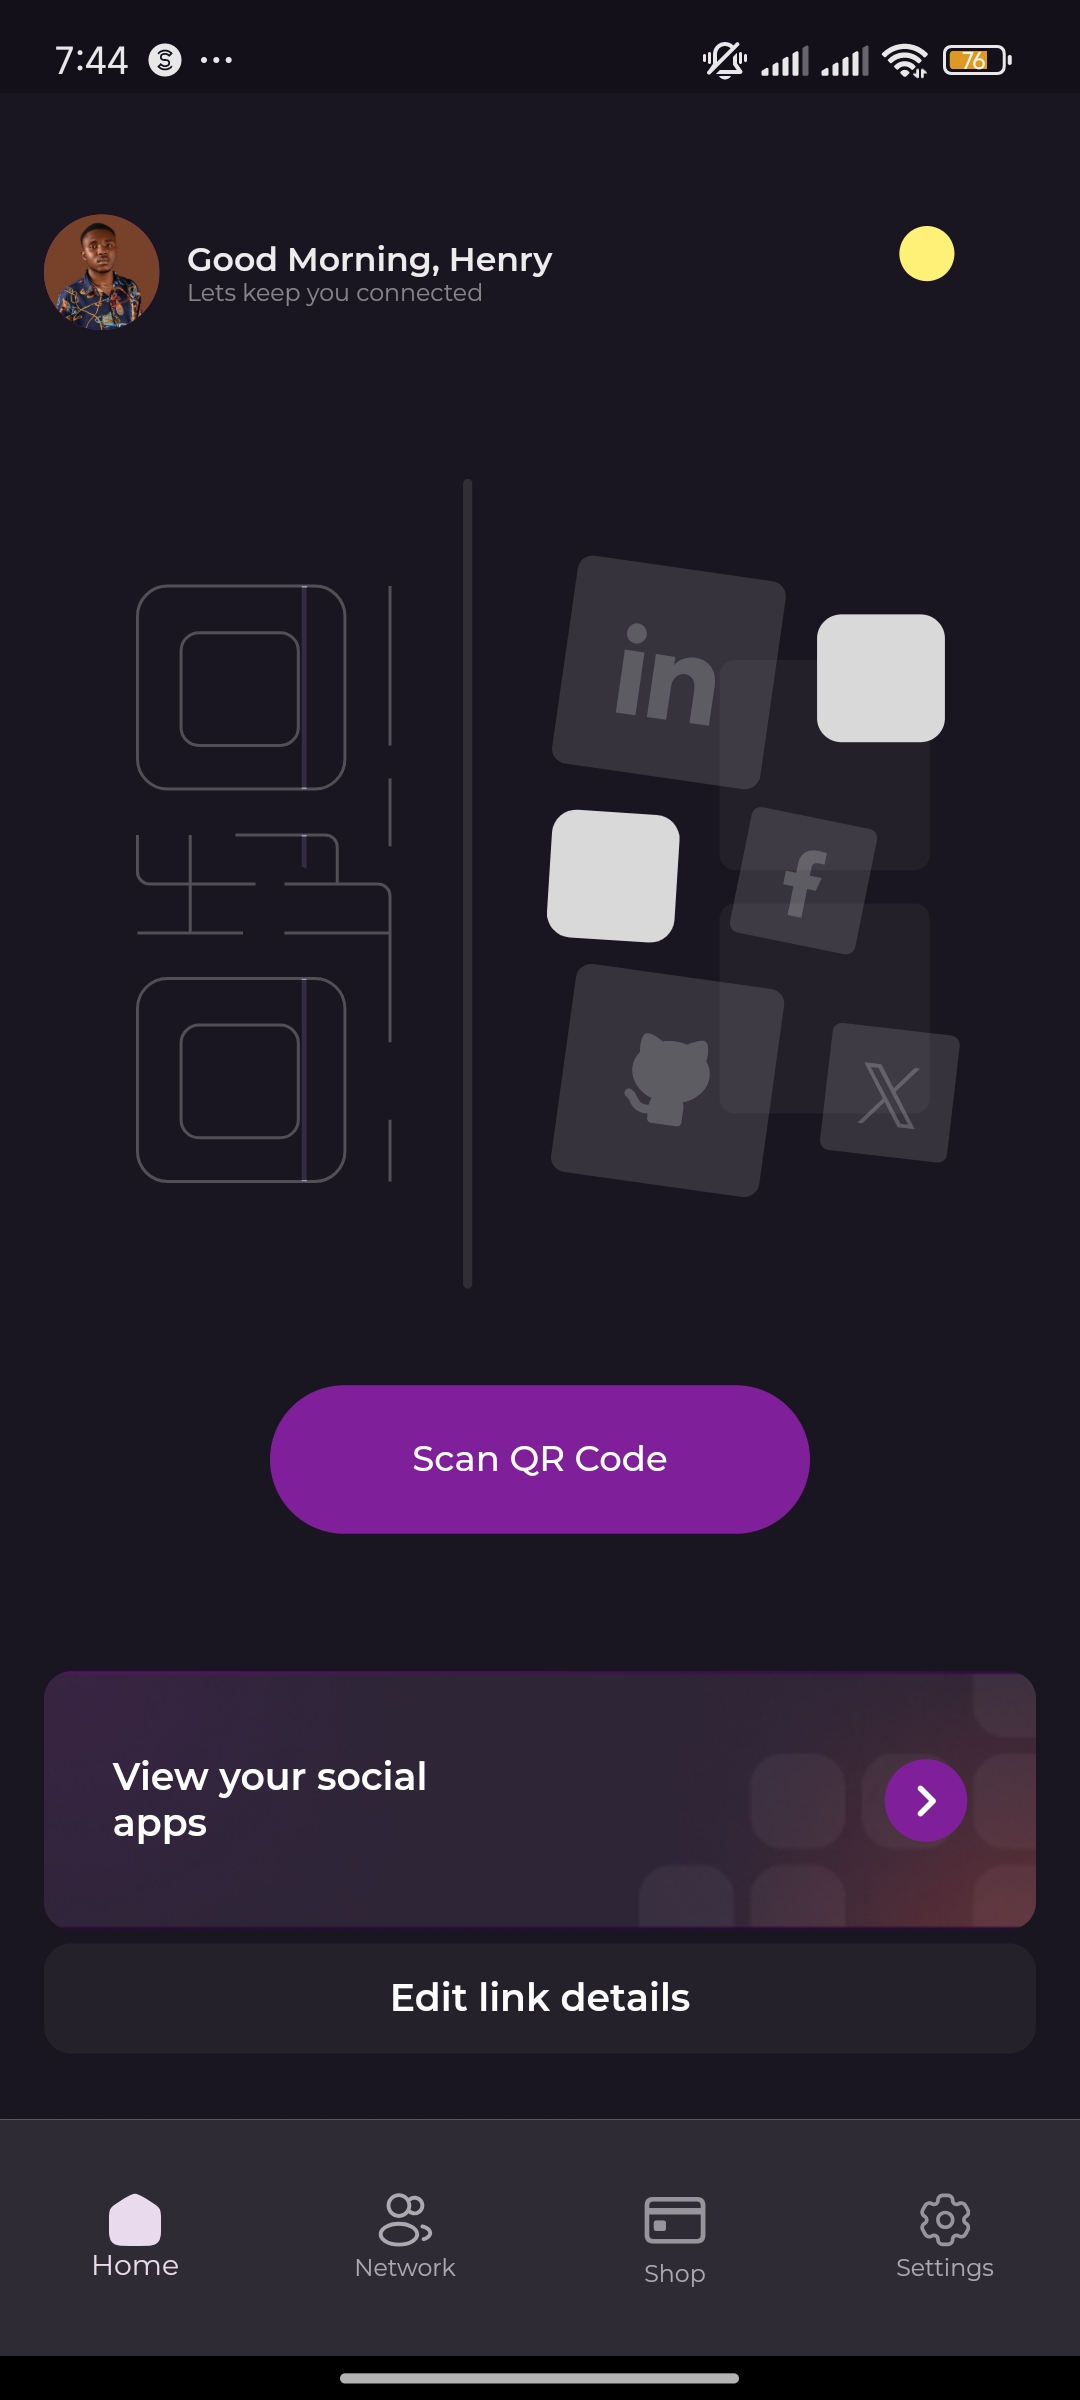 7:44
76
Good Morning, Henry
Lets keep you connected
in
f
X
Scan QR Code
View your social
apps
Edit link details
Home
Network
Shop
Settings